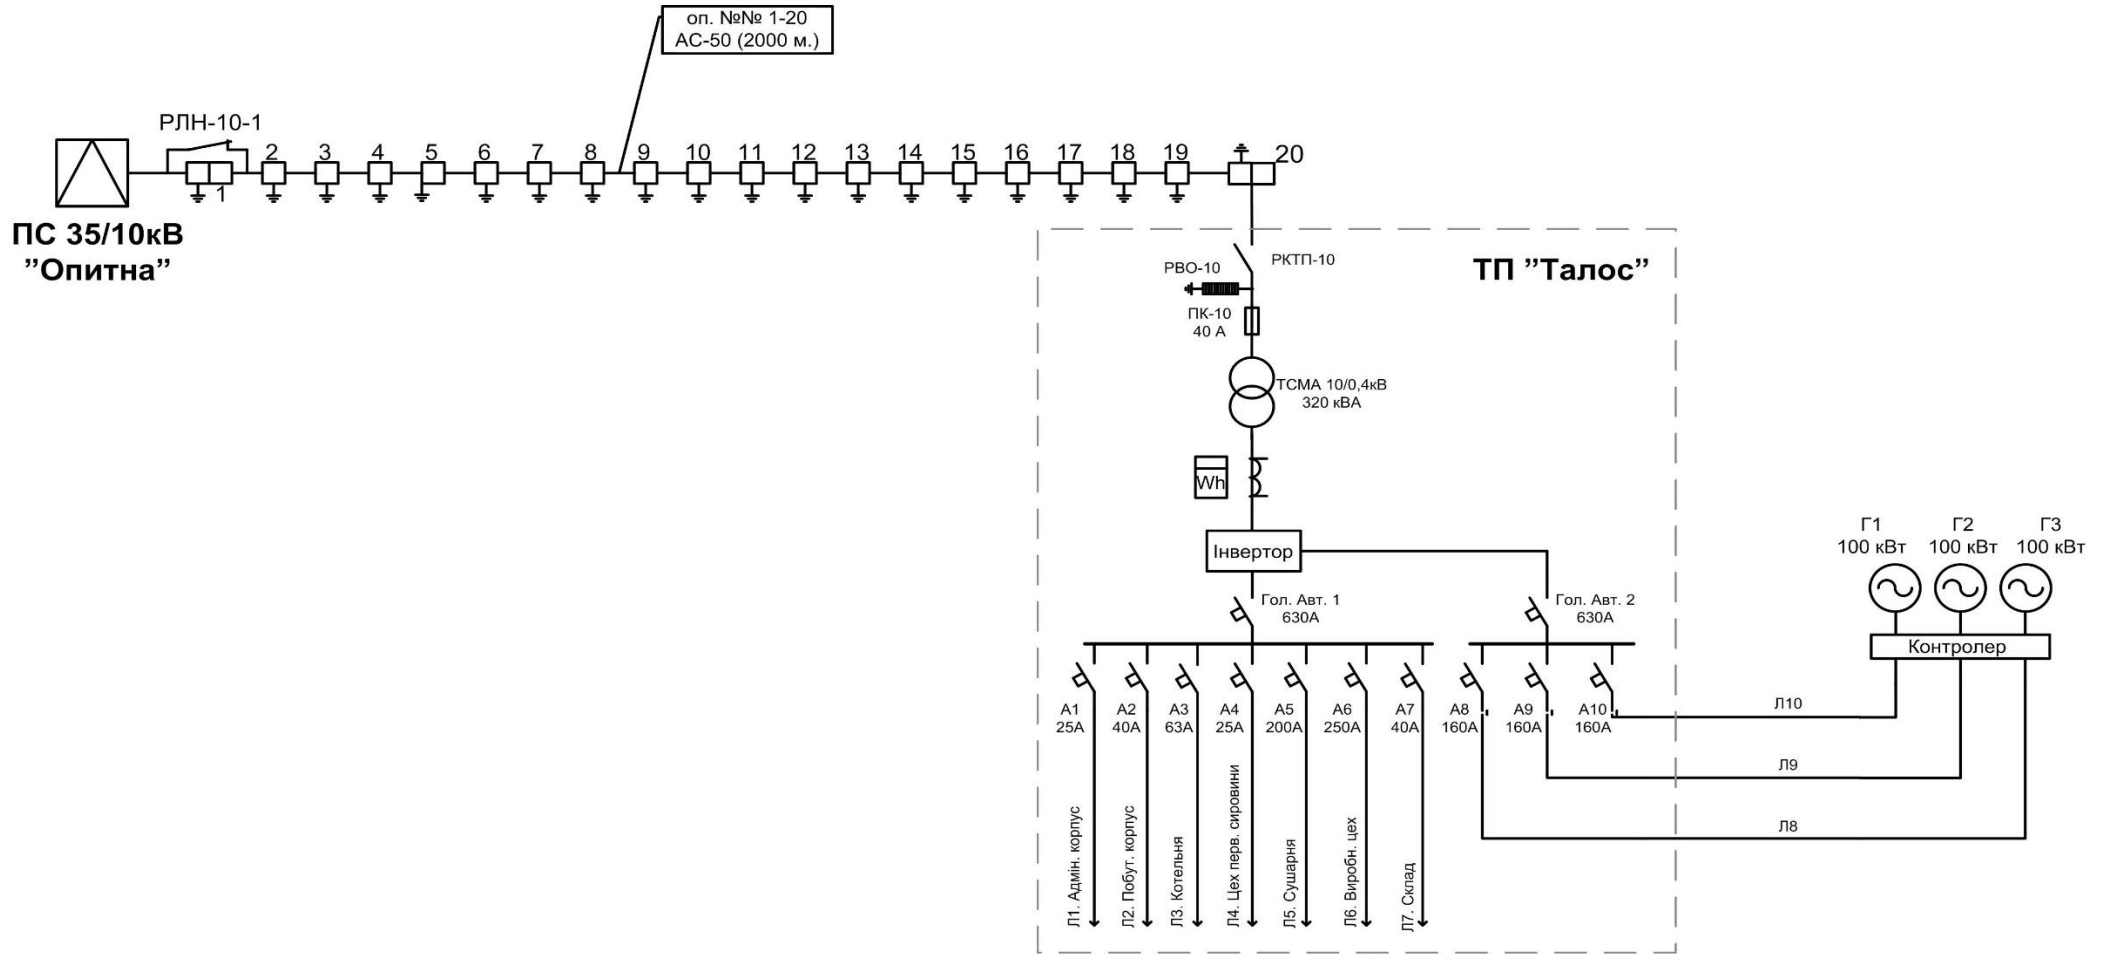 оп. №№ 1-20
АС-50 (2000 м.)
РЛН-10-1
1
2
3
4
5
6
7
8
9
10
11
12
13
14
15
16
17
18
19
20
ПС 35/10кВ
”Опитна”
РКТП-10
РВО-10
ТП ”Талос”
ПК-10
40 А
ТСМА 10/0,4кВ
320 кВА
Wh
Інвертор
Гол. Авт. 1
630А
Гол. Авт. 2
630А
Г1
100 кВт
Г2
100 кВт
Г3
100 кВт
Контролер
А1
25А
А2
40А
А3
63А
А4
25А
А5
200А
А6
250А
А7
40А
А8
160А
А9
160А
А10
160А
Л10
Л9
Л8
Л1. Адмін. корпус
Л2. Побут. корпус
Л3. Котельня
Л4. Цех перв. сировини
Л5. Сушарня
Л6. Виробн. цех
Л7. Склад